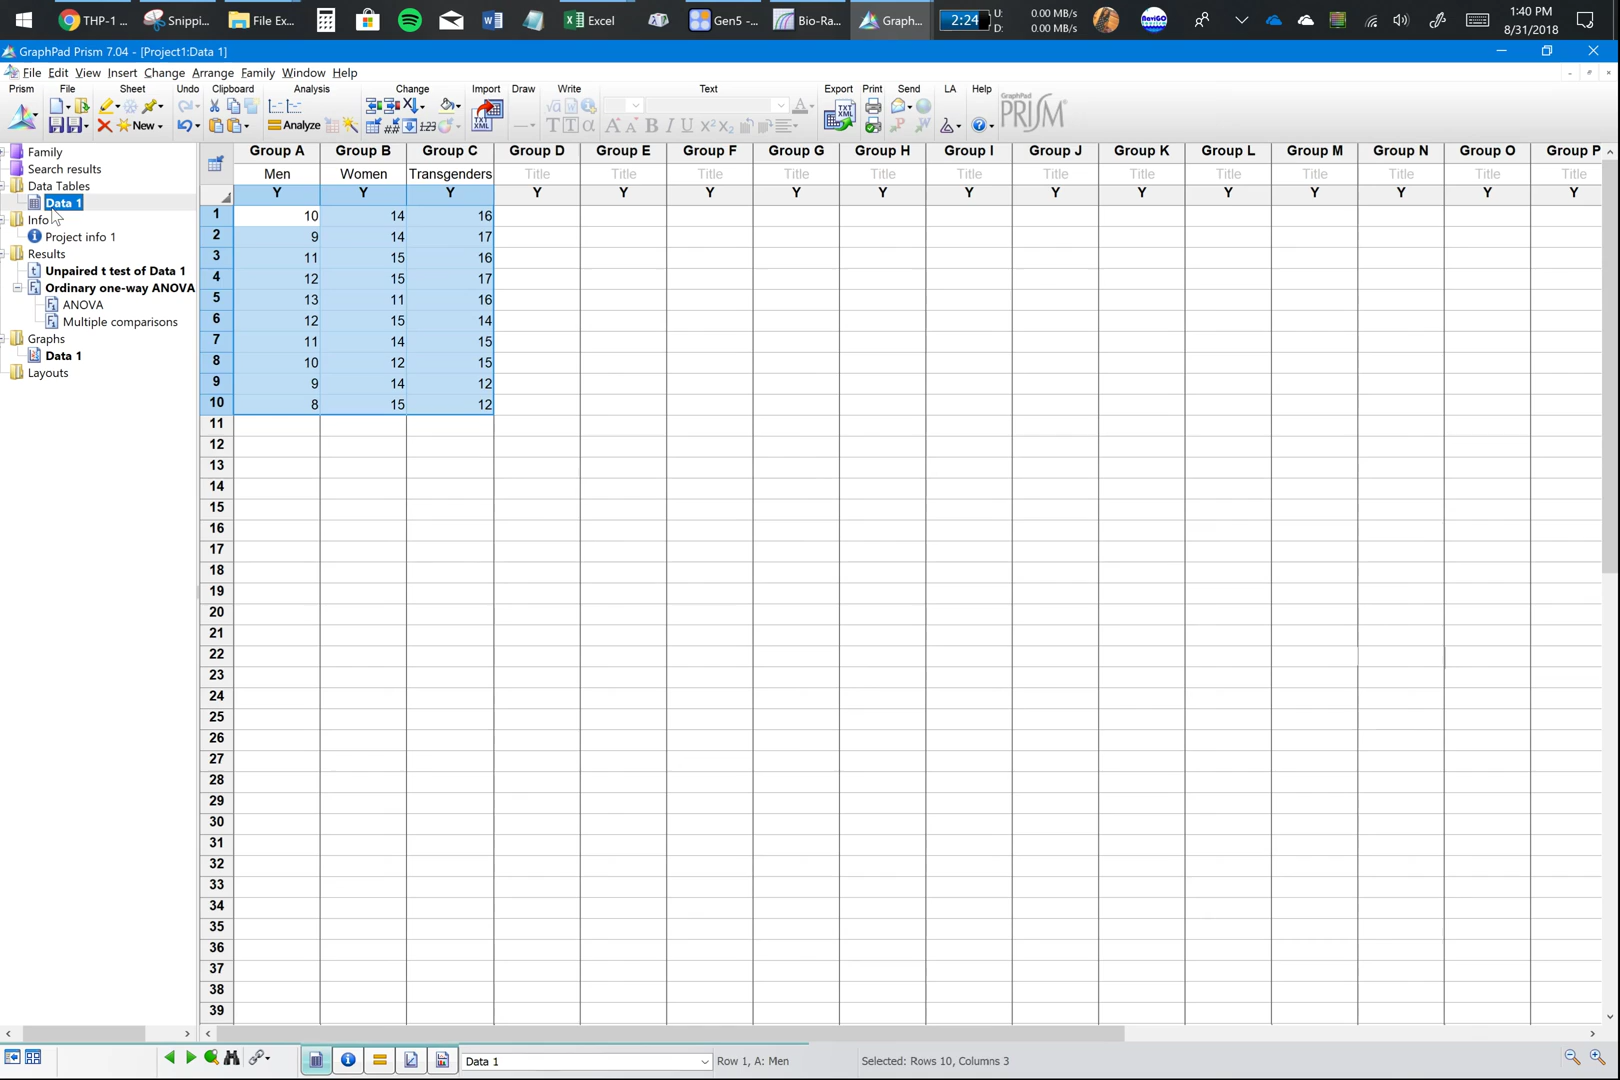 THP-1 ... Snippi... File Ex... Excel Gen5 -... Bio-Ra... Graph... 2:24 U: 0.00 MB/s 1:40 PM
D: 0.00 MB/s NaviGO 8/31/2018
GraphPad Prism 7.04 - [Project1:Data 1]
File Edit View Insert Change Arrange Family Window Help
Prism File Sheet Undo Clipboard Analysis Change Import Draw Write Text Export Print Send LA Help
GraphPad
PRISM
New Analyze 123 TXT XML TXT XML
Family
Search results
Data Tables
Data 1
Info
Project info 1
Results
Unpaired t test of Data 1
Ordinary one-way ANOVA
ANOVA
Multiple comparisons
Graphs
Data 1
Layouts
Group A Group B Group C Group D Group E Group F Group G Group H Group I Group J Group K Group L Group M Group N Group O Group P
Men Women Transgenders Title Title Title Title Title Title Title Title Title Title Title Title Title
Y Y Y Y Y Y Y Y Y Y Y Y Y Y Y Y
1 10 14 16
2 9 14 17
3 11 15 16
4 12 15 17
5 13 11 16
6 12 15 14
7 11 14 15
8 10 12 15
9 9 14 12
10 8 15 12
11
12
13
14
15
16
17
18
19
20
21
22
23
24
25
26
27
28
29
30
31
32
33
34
35
36
37
38
39
Data 1 Row 1, A: Men Selected: Rows 10, Columns 3